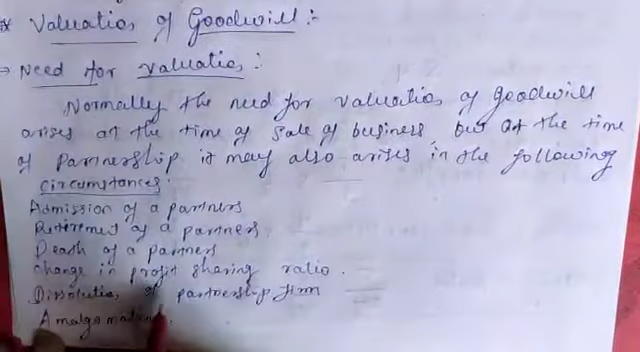 * Valuation of Goodwill :-
→ Need for Valuation :
Normally the need for Valuation of goodwill
arises at the time of Sale of business, but at the time
of Partnership it may also arises in the following
circumstances:
Admission of a partners
Retirement of a partners.
Death of a partners
change in profit sharing ratio.
Dissolution of partnership firm
Amalgamation.